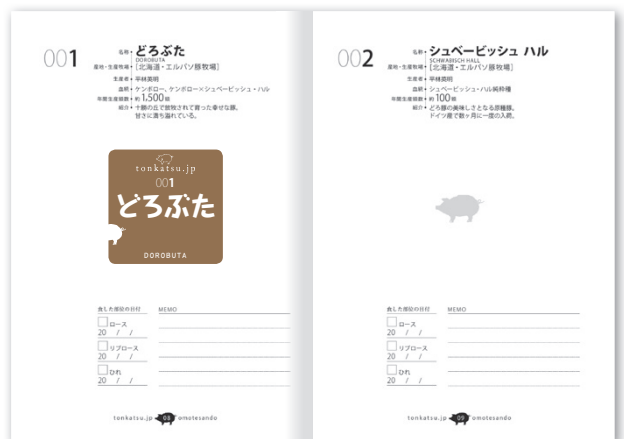 001
名称・どろぶた
DOROBUTA
産地・生産牧場・[北海道・エルパソ豚牧場]
生産者・平林英明
血統・ケンボロー、ケンボロー×シュベービッシュ・ハル
年間生産頭数・約1,500頭
紹介・十勝の丘で放牧されて育った幸せな豚。
甘さに満ち溢れている。
tonkatsu.jp
001
どろぶた
DOROBUTA
食した部位の日付 MEMO
ロース
20 / /
リブロース
20 / /
ひれ
20 / /
tonkatsu.jp 08 omotesando
002
名称・シュベービッシュ ハル
SCHWABISCH HALL
産地・生産牧場・[北海道・エルパソ豚牧場]
生産者・平林英明
血統・シュベービッシュ・ハル純粋種
年間生産頭数・約100頭
紹介・どろ豚の美味しさとなる原種豚。
ドイツ産で数ヶ月に一度の入荷。
食した部位の日付 MEMO
ロース
20 / /
リブロース
20 / /
ひれ
20 / /
tonkatsu.jp 09 omotesando